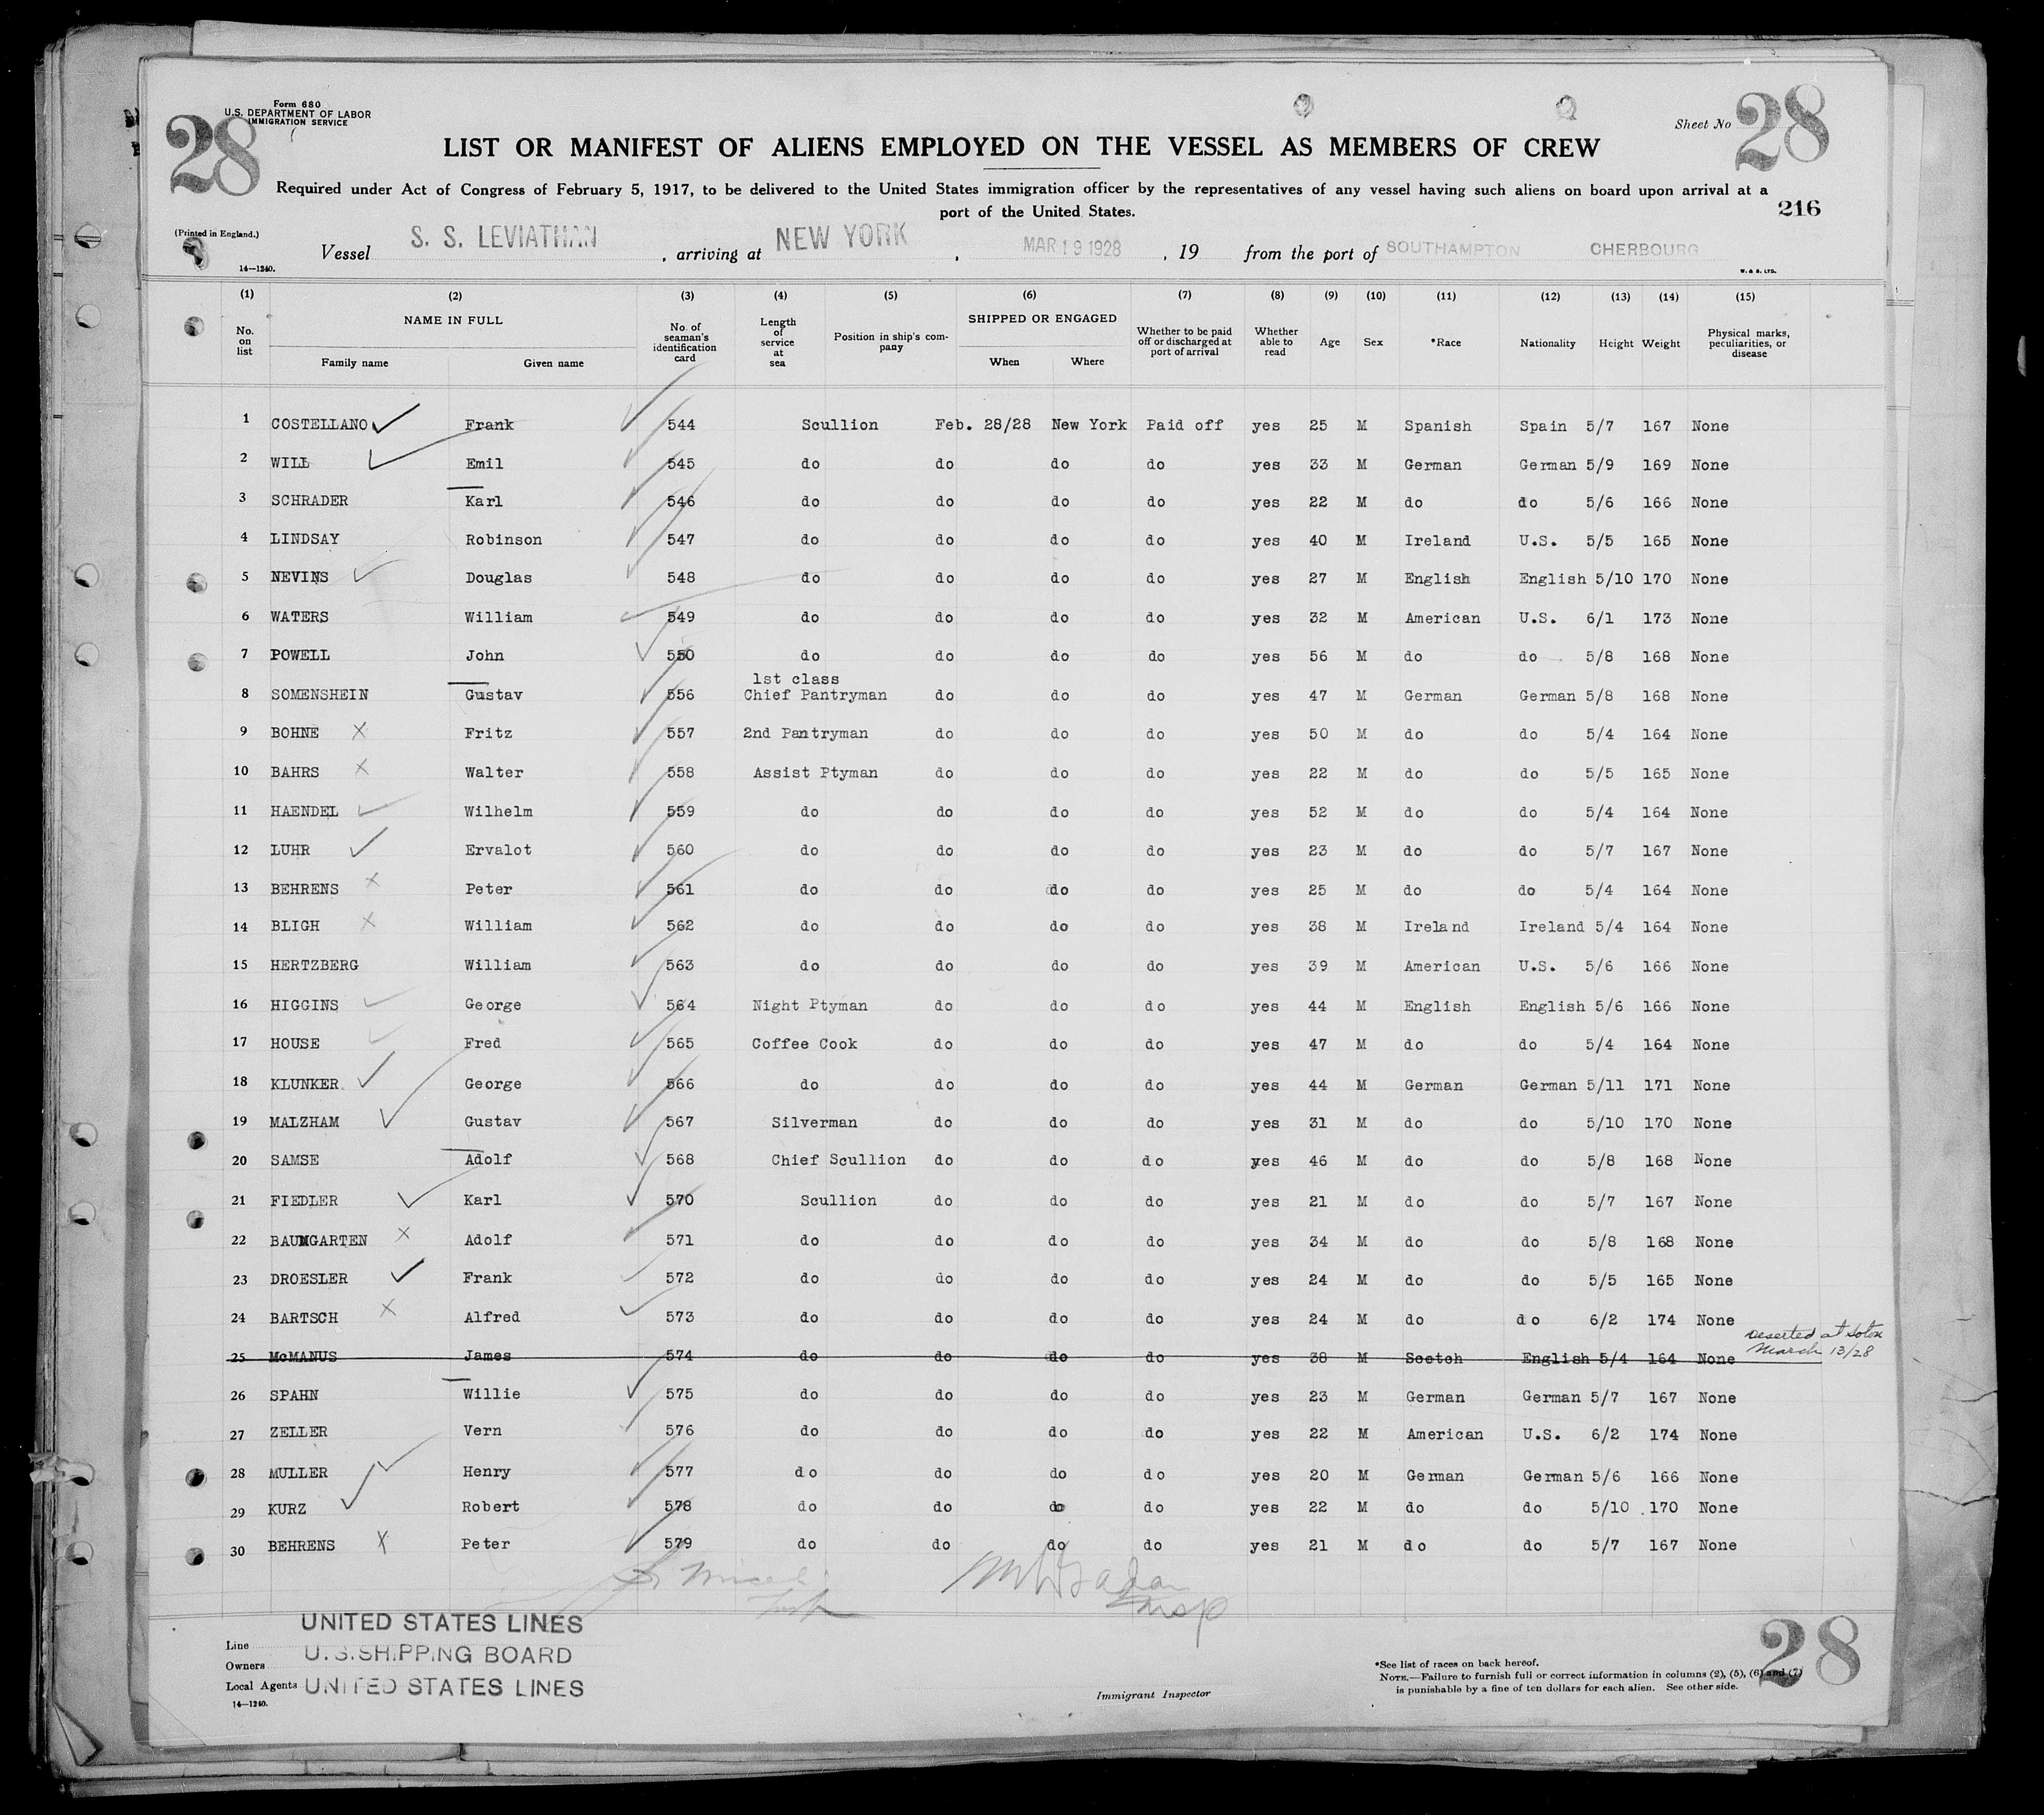 28
Form 680
U.S. DEPARTMENT OF LABOR
IMMIGRATION SERVICE
Sheet No 28
LIST OR MANIFEST OF ALIENS EMPLOYED ON THE VESSEL AS MEMBERS OF CREW
Required under Act of Congress of February 5, 1917, to be delivered to the United States immigration officer by the representatives of any vessel having such aliens on board upon arrival at a
port of the United States.
216
(Printed in England.)
Vessel S. S. LEVIATHAN , arriving at NEW YORK , MAR 19 1928 , 19 from the port of SOUTHAMPTON CHERBOURG
14—1240.
W. & S. LTD.
(1) (2) (3) (4) (5) (6) (7) (8) (9) (10) (11) (12) (13) (14) (15)
No. on list NAME IN FULL Family name Given name No. of seaman's identification card Length of service at sea Position in ship's company SHIPPED OR ENGAGED When Where Whether to be paid off or discharged at port of arrival Whether able to read Age Sex *Race Nationality Height Weight Physical marks, peculiarities, or disease
1 COSTELLANO Frank 544 Scullion Feb. 28/28 New York Paid off yes 25 M Spanish Spain 5/7 167 None
2 WILL Emil 545 do do do do yes 33 M German German 5/9 169 None
3 SCHRADER Karl 546 do do do do yes 22 M do do 5/6 166 None
4 LINDSAY Robinson 547 do do do do yes 40 M Ireland U.S. 5/5 165 None
5 NEVINS Douglas 548 do do do do yes 27 M English English 5/10 170 None
6 WATERS William 549 do do do do yes 32 M American U.S. 6/1 173 None
7 POWELL John 550 do do do do yes 56 M do do 5/8 168 None
1st class
8 SOMENSHEIN Gustav 556 Chief Pantryman do do do yes 47 M German German 5/8 168 None
9 BOHNE Fritz 557 2nd Pantryman do do do yes 50 M do do 5/4 164 None
10 BAHRS Walter 558 Assist Ptyman do do do yes 22 M do do 5/5 165 None
11 HAENDEL Wilhelm 559 do do do do yes 52 M do do 5/4 164 None
12 LUHR Ervalot 560 do do do do yes 23 M do do 5/7 167 None
13 BEHRENS Peter 561 do do do do yes 25 M do do 5/4 164 None
14 BLIGH William 562 do do do do yes 38 M Ireland Ireland 5/4 164 None
15 HERTZBERG William 563 do do do do yes 39 M American U.S. 5/6 166 None
16 HIGGINS George 564 Night Ptyman do do do yes 44 M English English 5/6 166 None
17 HOUSE Fred 565 Coffee Cook do do do yes 47 M do do 5/4 164 None
18 KLUNKER George 566 do do do do yes 44 M German German 5/11 171 None
19 MALZHAM Gustav 567 Silverman do do do yes 31 M do do 5/10 170 None
20 SAMSE Adolf 568 Chief Scullion do do do yes 46 M do do 5/8 168 None
21 FIEDLER Karl 570 Scullion do do do yes 21 M do do 5/7 167 None
22 BAUMGARTEN Adolf 571 do do do do yes 34 M do do 5/8 168 None
23 DROESLER Frank 572 do do do do yes 24 M do do 5/5 165 None
24 BARTSCH Alfred 573 do do do do yes 24 M do do 6/2 174 None
25 McMANUS James 574 do do do do yes 38 M Scotch English 5/4 164 None Deserted at Soton March 13/28
26 SPAHN Willie 575 do do do do yes 23 M German German 5/7 167 None
27 ZELLER Vern 576 do do do do yes 22 M American U.S. 6/2 174 None
28 MULLER Henry 577 do do do do yes 20 M German German 5/6 166 None
29 KURZ Robert 578 do do do do yes 22 M do do 5/10 170 None
30 BEHRENS Peter 579 do do do do yes 21 M do do 5/7 167 None
Insp
Line UNITED STATES LINES
Owners U.S. SHIPPING BOARD
Local Agents UNITED STATES LINES
14—1240.
Immigrant Inspector
*See list of races on back hereof.
NOTE.—Failure to furnish full or correct information in columns (2), (5), (6) and (7)
is punishable by a fine of ten dollars for each alien. See other side.
28